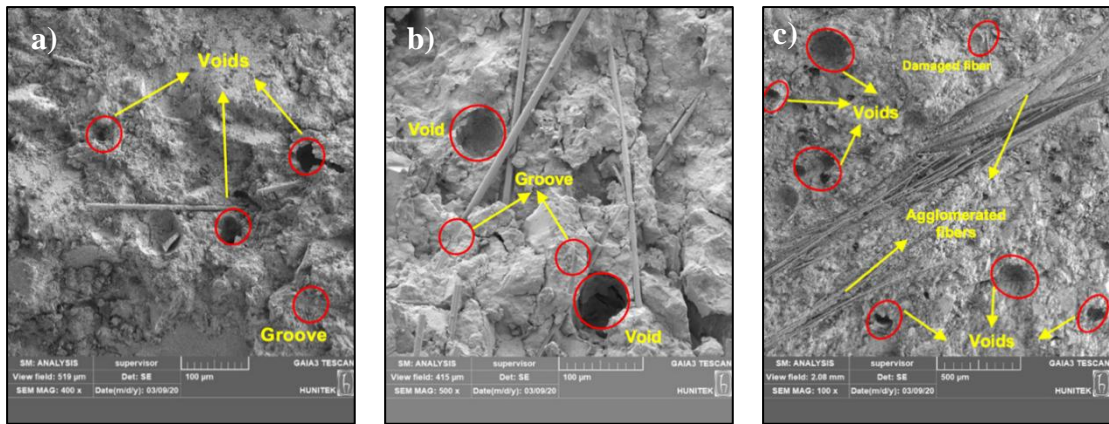 a)
Voids
Groove
SM: ANALYSIS supervisor GAIA3 TESCAN
View field: 519 µm Det: SE 100 µm
SEM MAG: 400 x Date(m/d/y): 03/09/20 HUNITEK
b)
Void
Groove
Void
SM: ANALYSIS supervisor GAIA3 TESCAN
View field: 415 µm Det: SE 100 µm
SEM MAG: 500 x Date(m/d/y): 03/09/20 HUNITEK
c)
Damaged fiber
Voids
Agglomerated
fibers
Voids
SM: ANALYSIS supervisor GAIA3 TESCAN
View field: 2.08 mm Det: SE 500 µm
SEM MAG: 100 x Date(m/d/y): 03/09/20 HUNITEK